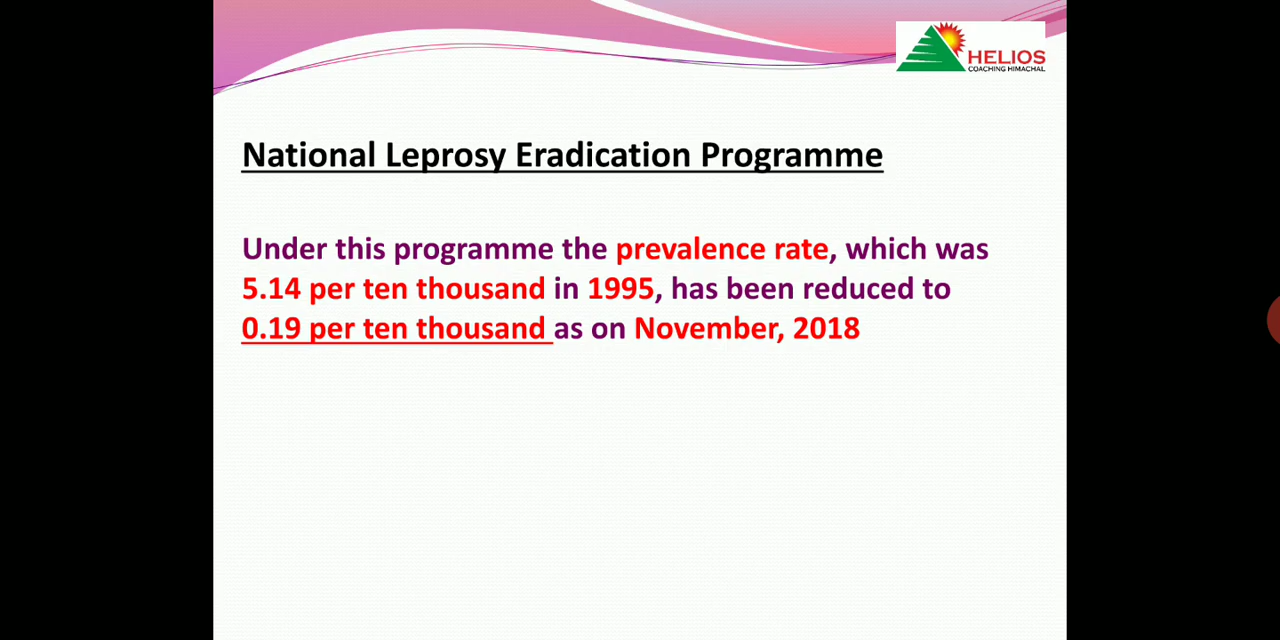 HELIOS
COACHING HIMACHAL
National Leprosy Eradication Programme
Under this programme the prevalence rate, which was
5.14 per ten thousand in 1995, has been reduced to
0.19 per ten thousand as on November, 2018